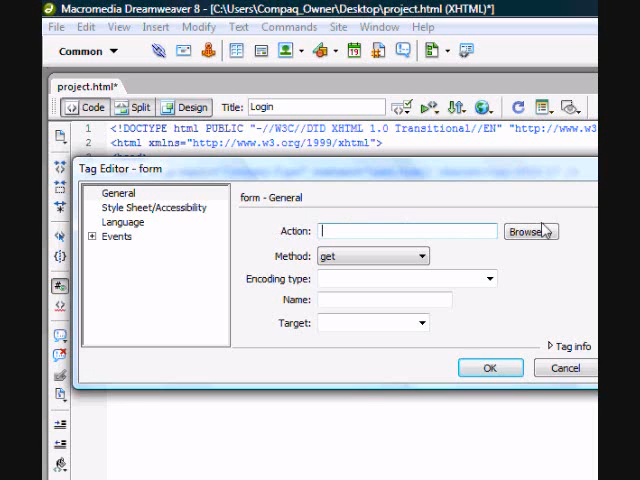 Macromedia Dreamweaver 8 - [C:\Users\Compaq_Owner\Desktop\project.html (XHTML)*]
File Edit View Insert Modify Text Commands Site Window Help
Common
project.html*
Code Split Design Title: Login
1 <!DOCTYPE html PUBLIC "-//W3C//DTD XHTML 1.0 Transitional//EN" "http://www.w3
2 <html xmlns="http://www.w3.org/1999/xhtml">
Tag Editor - form
General
Style Sheet/Accessibility
Language
Events
form - General
Action: Browse
Method: get
Encoding type:
Name:
Target:
Tag info
OK Cancel